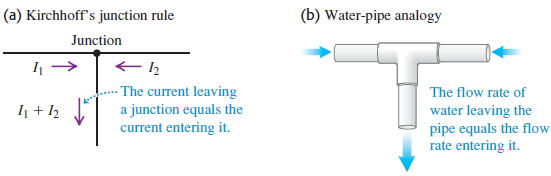 (a) Kirchhoff's junction rule
Junction
I₁
I₂
I₁ + I₂
The current leaving
a junction equals the
current entering it.
(b) Water-pipe analogy
The flow rate of
water leaving the
pipe equals the flow
rate entering it.